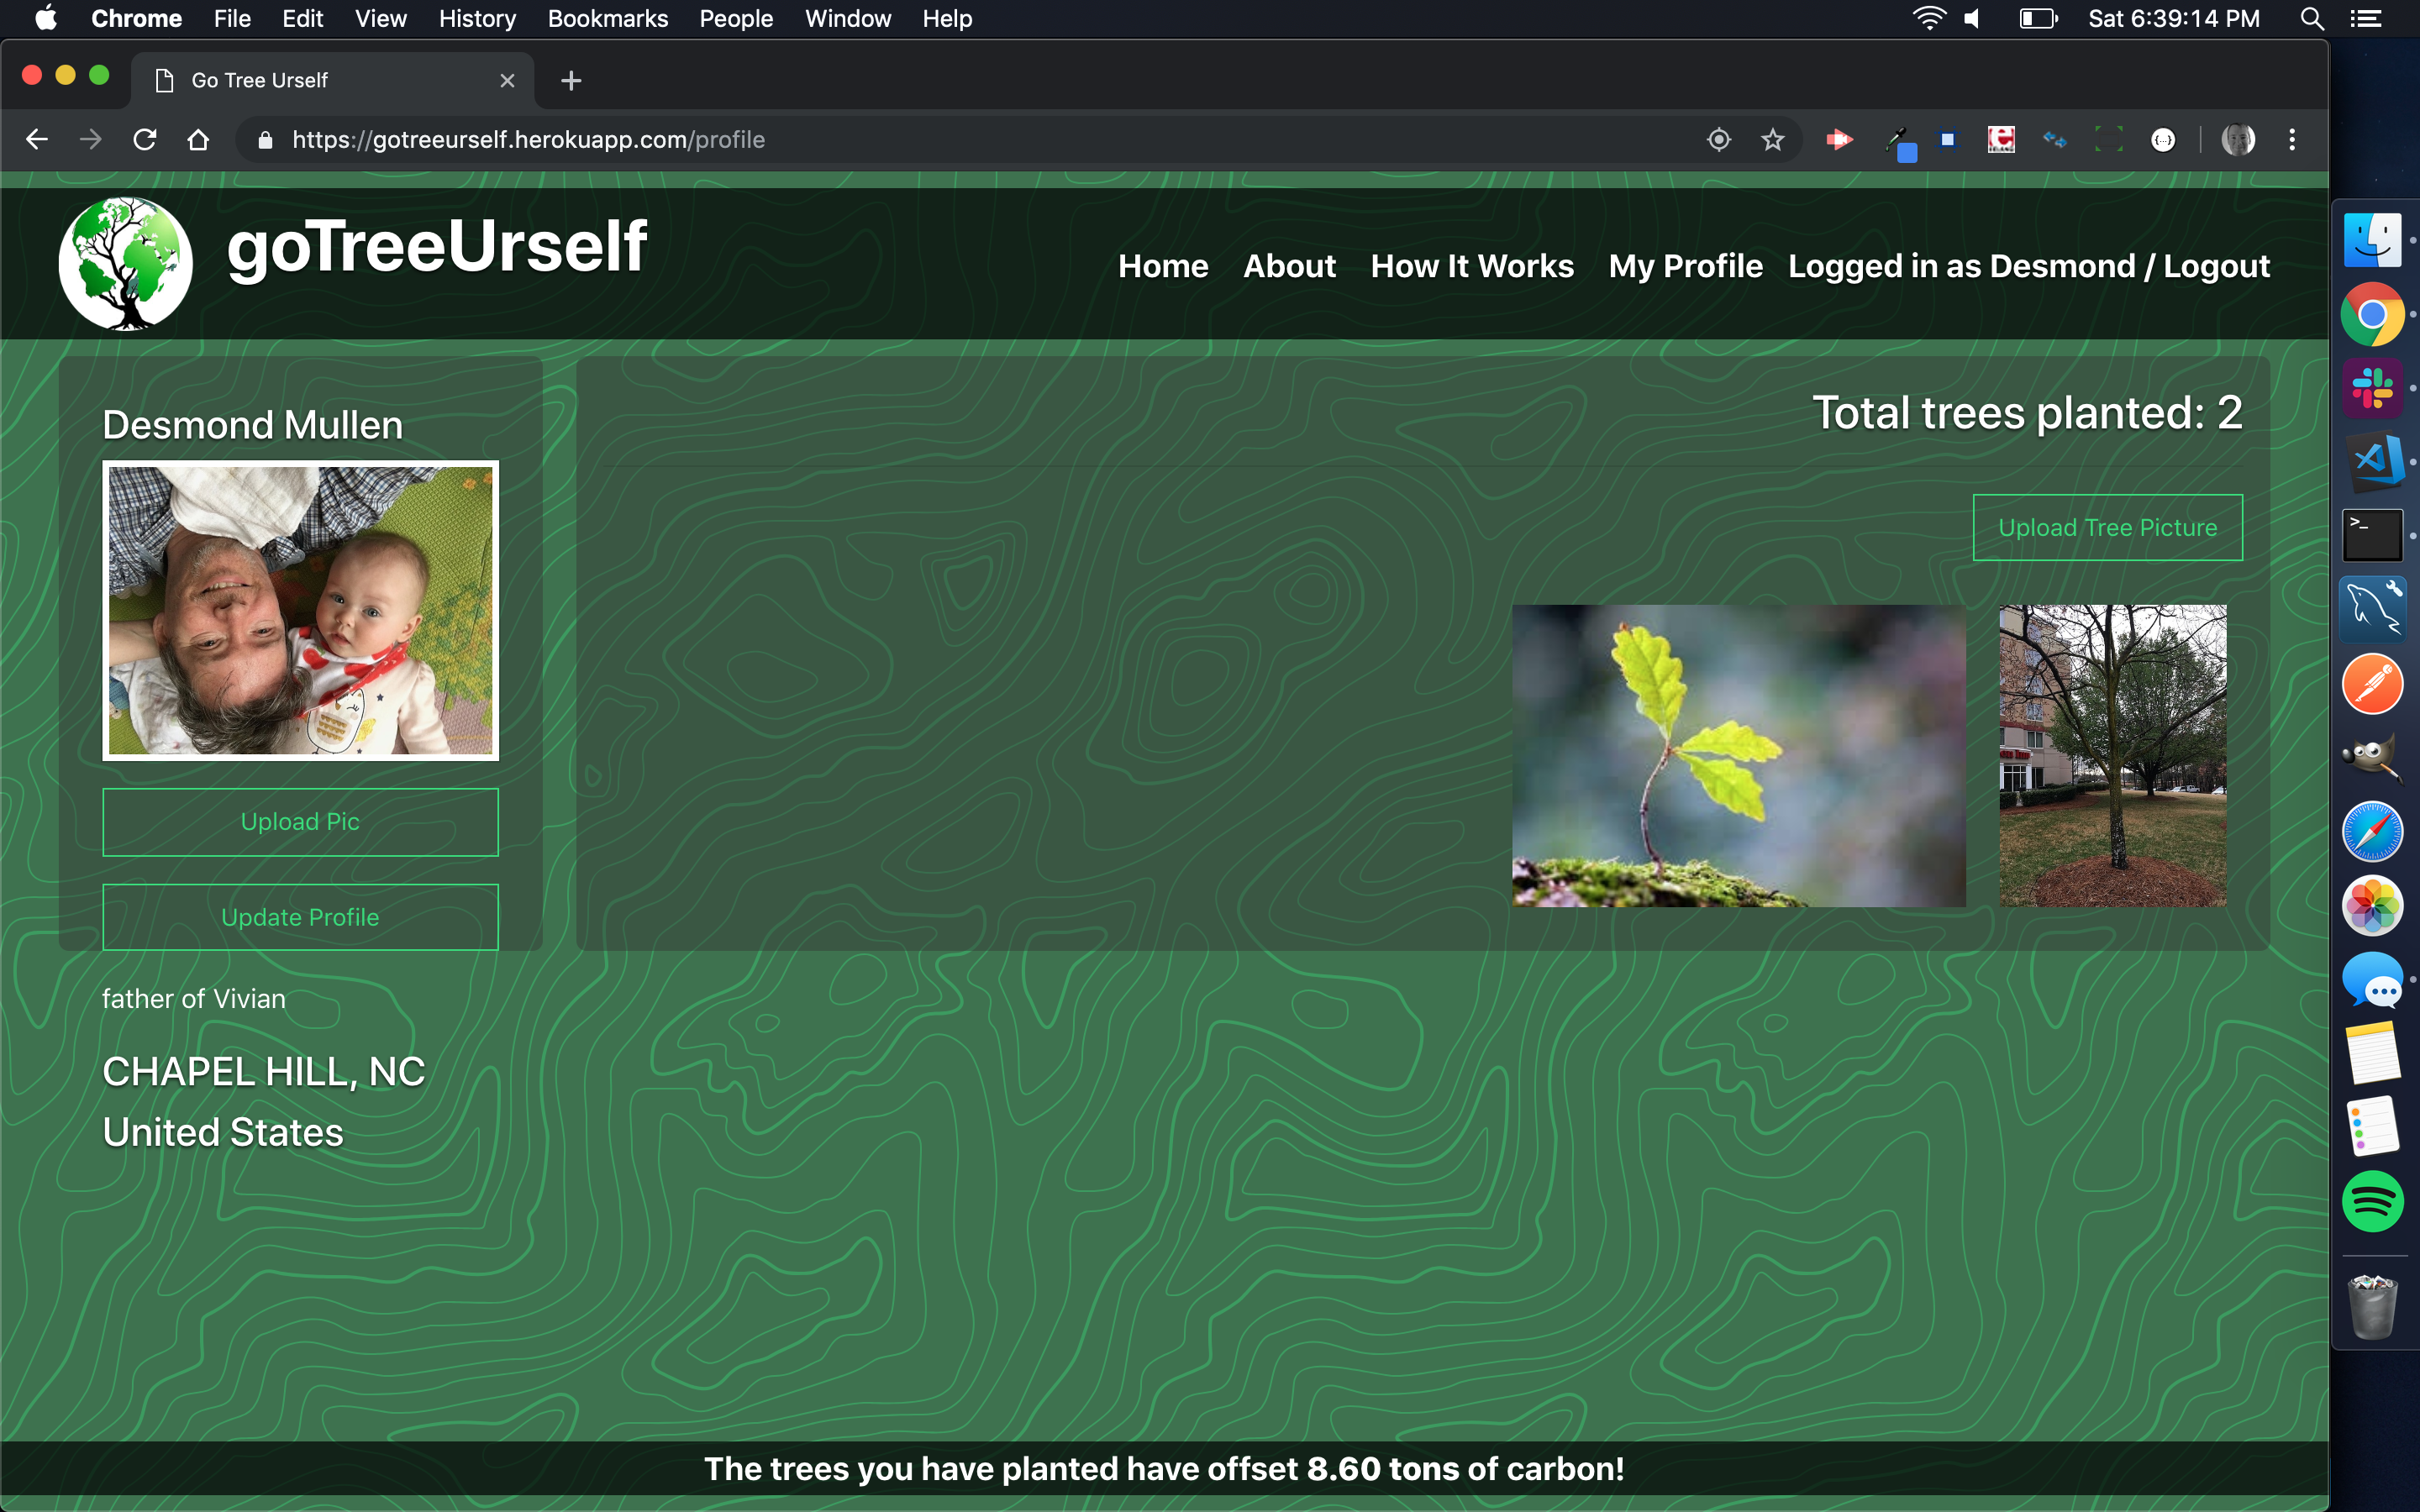 Chrome File Edit View History Bookmarks People Window Help Sat 6:39:14 PM
Go Tree Urself
https://gotreeurself.herokuapp.com/profile
goTreeUrself
Home About How It Works My Profile Logged in as Desmond / Logout
Desmond Mullen
Total trees planted: 2
Upload Tree Picture
Upload Pic
Update Profile
father of Vivian
CHAPEL HILL, NC
United States
The trees you have planted have offset 8.60 tons of carbon!